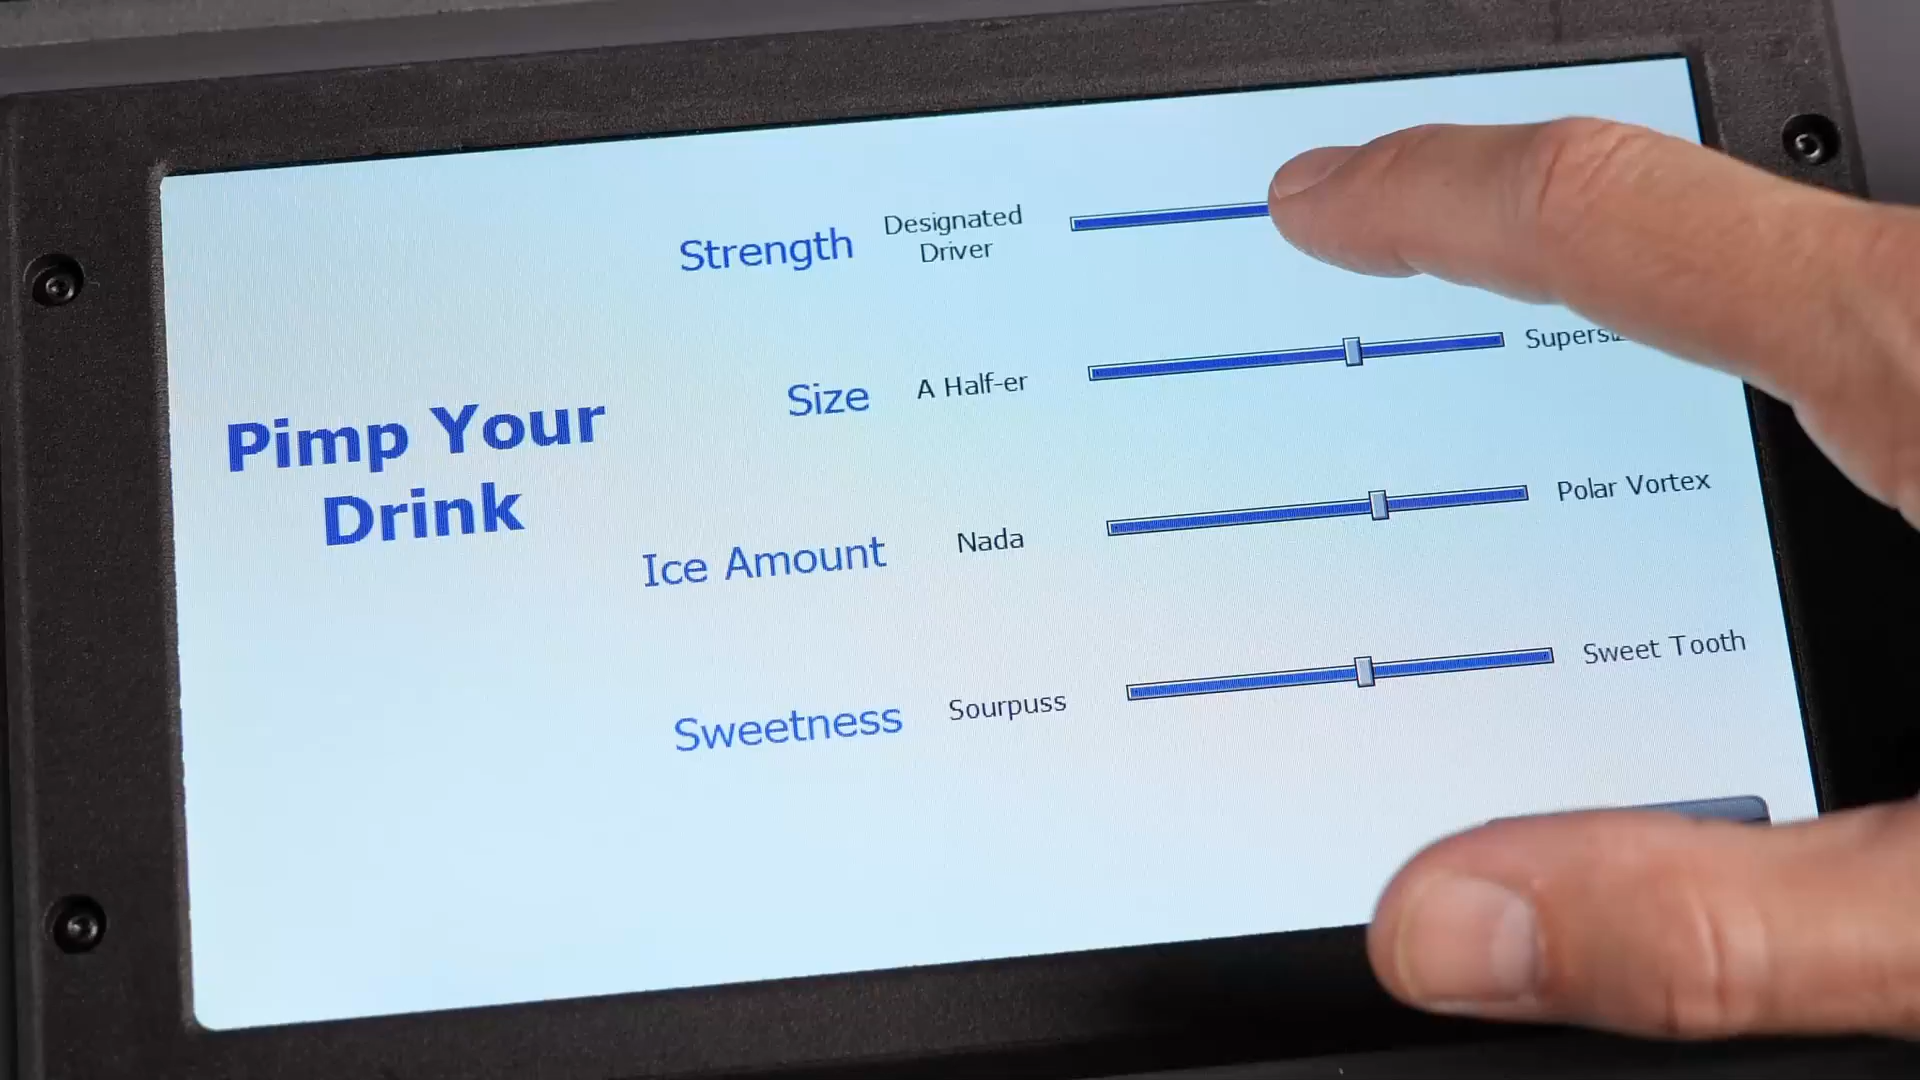 Pimp Your
Drink
Strength
Designated
Driver
Size
A Half-er
Ice Amount
Nada
Polar Vortex
Sweetness
Sourpuss
Sweet Tooth